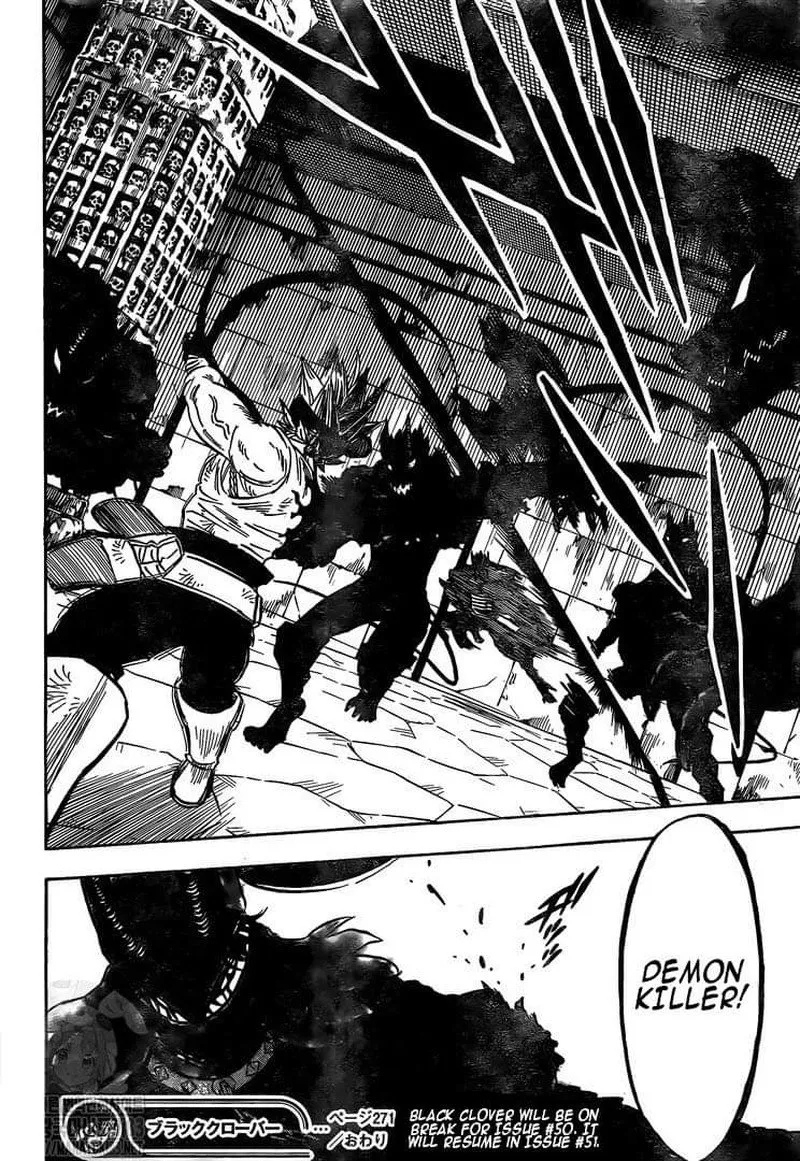 DEMON
KILLER!
ブラッククローバー
...
ページ271
/おわり
BLACK CLOVER WILL BE ON
BREAK FOR ISSUE #50. IT
WILL RESUME IN ISSUE #51.